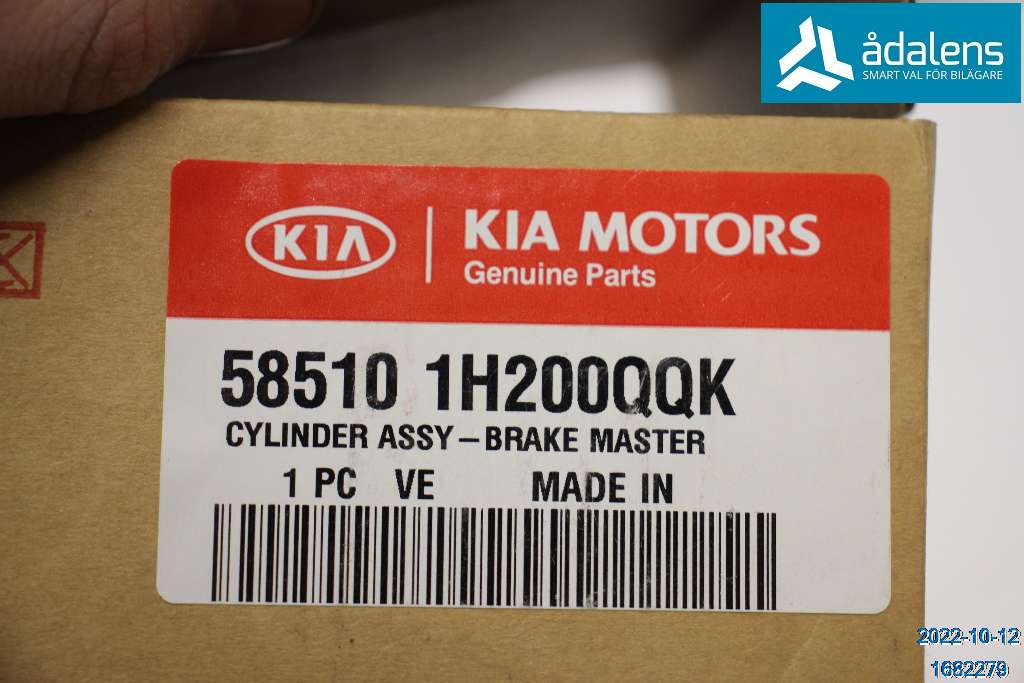 ådalens
SMART VAL FÖR BILÄGARE
KIA
KIA MOTORS
Genuine Parts
58510 1H200QQK
CYLINDER ASSY-BRAKE MASTER
1 PC VE MADE IN
2022-10-12
1682279